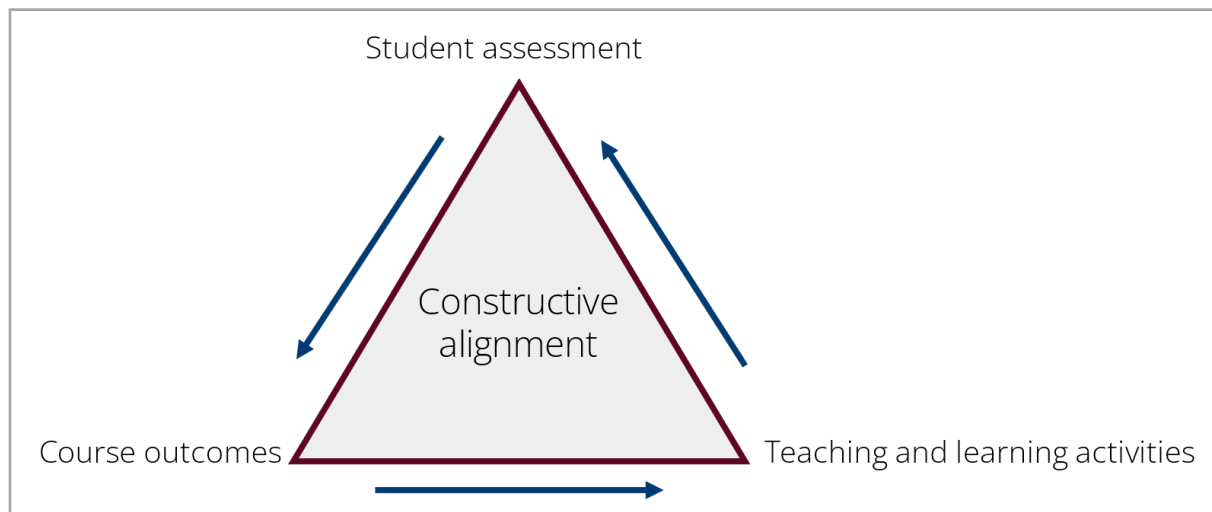 Student assessment
Constructive
alignment
Course outcomes
Teaching and learning activities